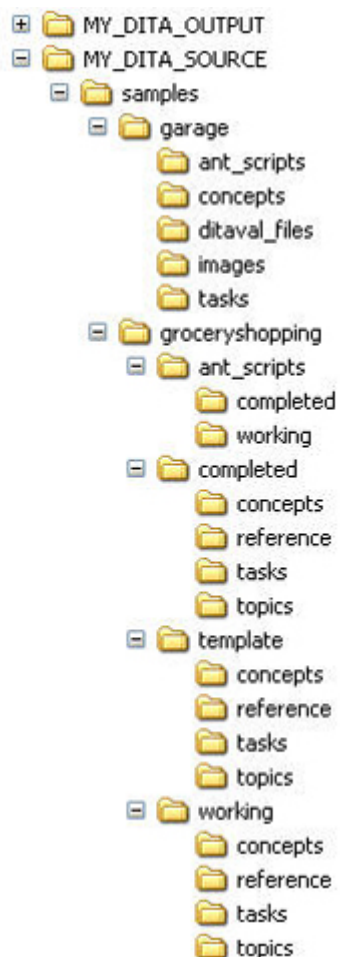 MY_DITA_OUTPUT
MY_DITA_SOURCE
samples
garage
ant_scripts
concepts
ditaval_files
images
tasks
groceryshopping
ant_scripts
completed
working
completed
concepts
reference
tasks
topics
template
concepts
reference
tasks
topics
working
concepts
reference
tasks
topics